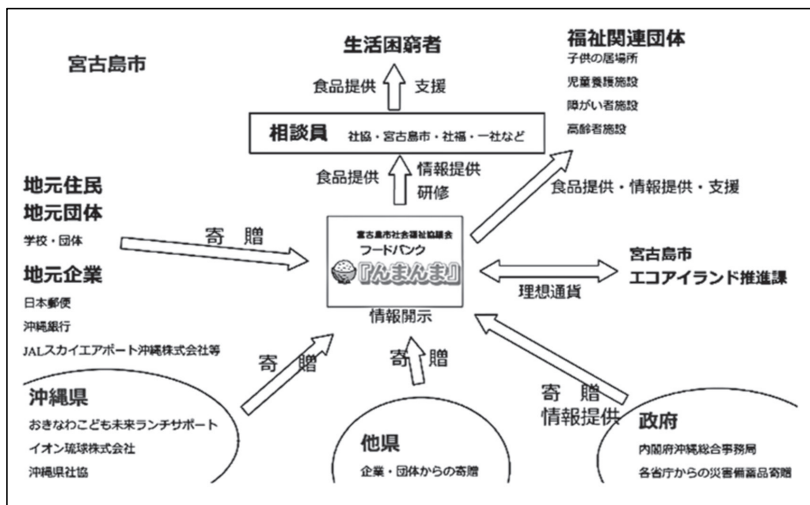 宮古島市
生活困窮者
食品提供 支援
相談員 社協・宮古島市・社福・一社など
食品提供 情報提供
研修
福祉関連団体
子供の居場所
児童養護施設
障がい者施設
高齢者施設
食品提供・情報提供・支援
地元住民
地元団体
学校・団体
寄 贈
地元企業
日本郵便
沖縄銀行
JALスカイエアポート沖縄株式会社等
宮古島市社会福祉協議会
フードバンク
『んまんま』
情報開示
宮古島市
エコアイランド推進課
理想通貨
寄 贈
沖縄県
おきなわこども未来ランチサポート
イオン琉球株式会社
沖縄県社協
寄 贈
他県
企業・団体からの寄贈
寄 贈
情報提供
政府
内閣府沖縄総合事務局
各省庁からの災害備蓄品寄贈